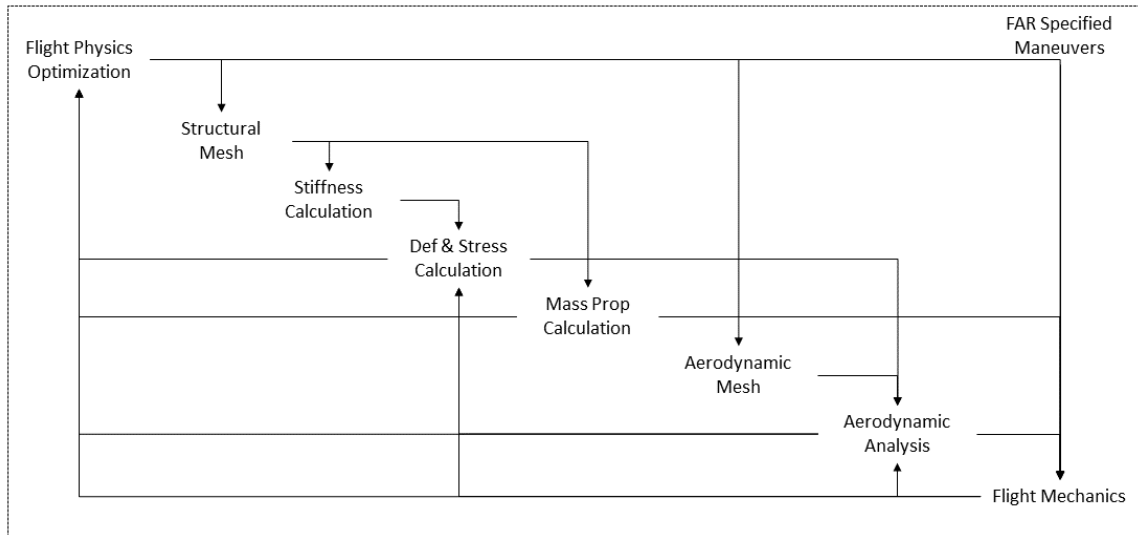 FAR Specified
Maneuvers
Flight Physics
Optimization
Structural
Mesh
Stiffness
Calculation
Def & Stress
Calculation
Mass Prop
Calculation
Aerodynamic
Mesh
Aerodynamic
Analysis
Flight Mechanics